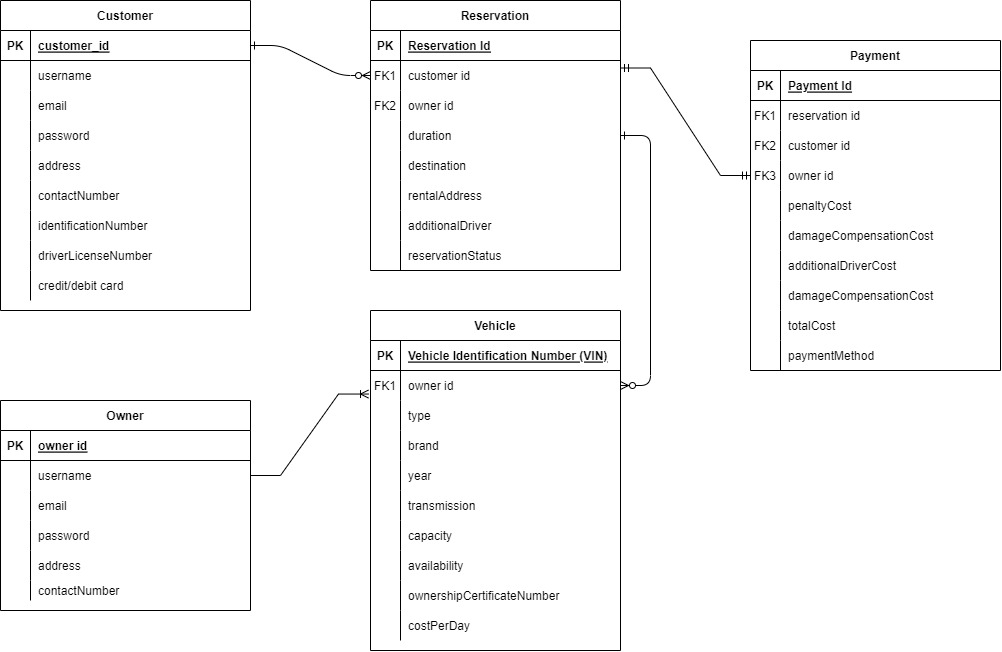 Customer
PK customer_id
username
email
password
address
contactNumber
identificationNumber
driverLicenseNumber
credit/debit card
Reservation
PK Reservation Id
FK1 customer id
FK2 owner id
duration
destination
rentalAddress
additionalDriver
reservationStatus
Payment
PK Payment Id
FK1 reservation id
FK2 customer id
FK3 owner id
penaltyCost
damageCompensationCost
additionalDriverCost
damageCompensationCost
totalCost
paymentMethod
Vehicle
PK Vehicle Identification Number (VIN)
FK1 owner id
type
brand
year
transmission
capacity
availability
ownershipCertificateNumber
costPerDay
Owner
PK owner id
username
email
password
address
contactNumber